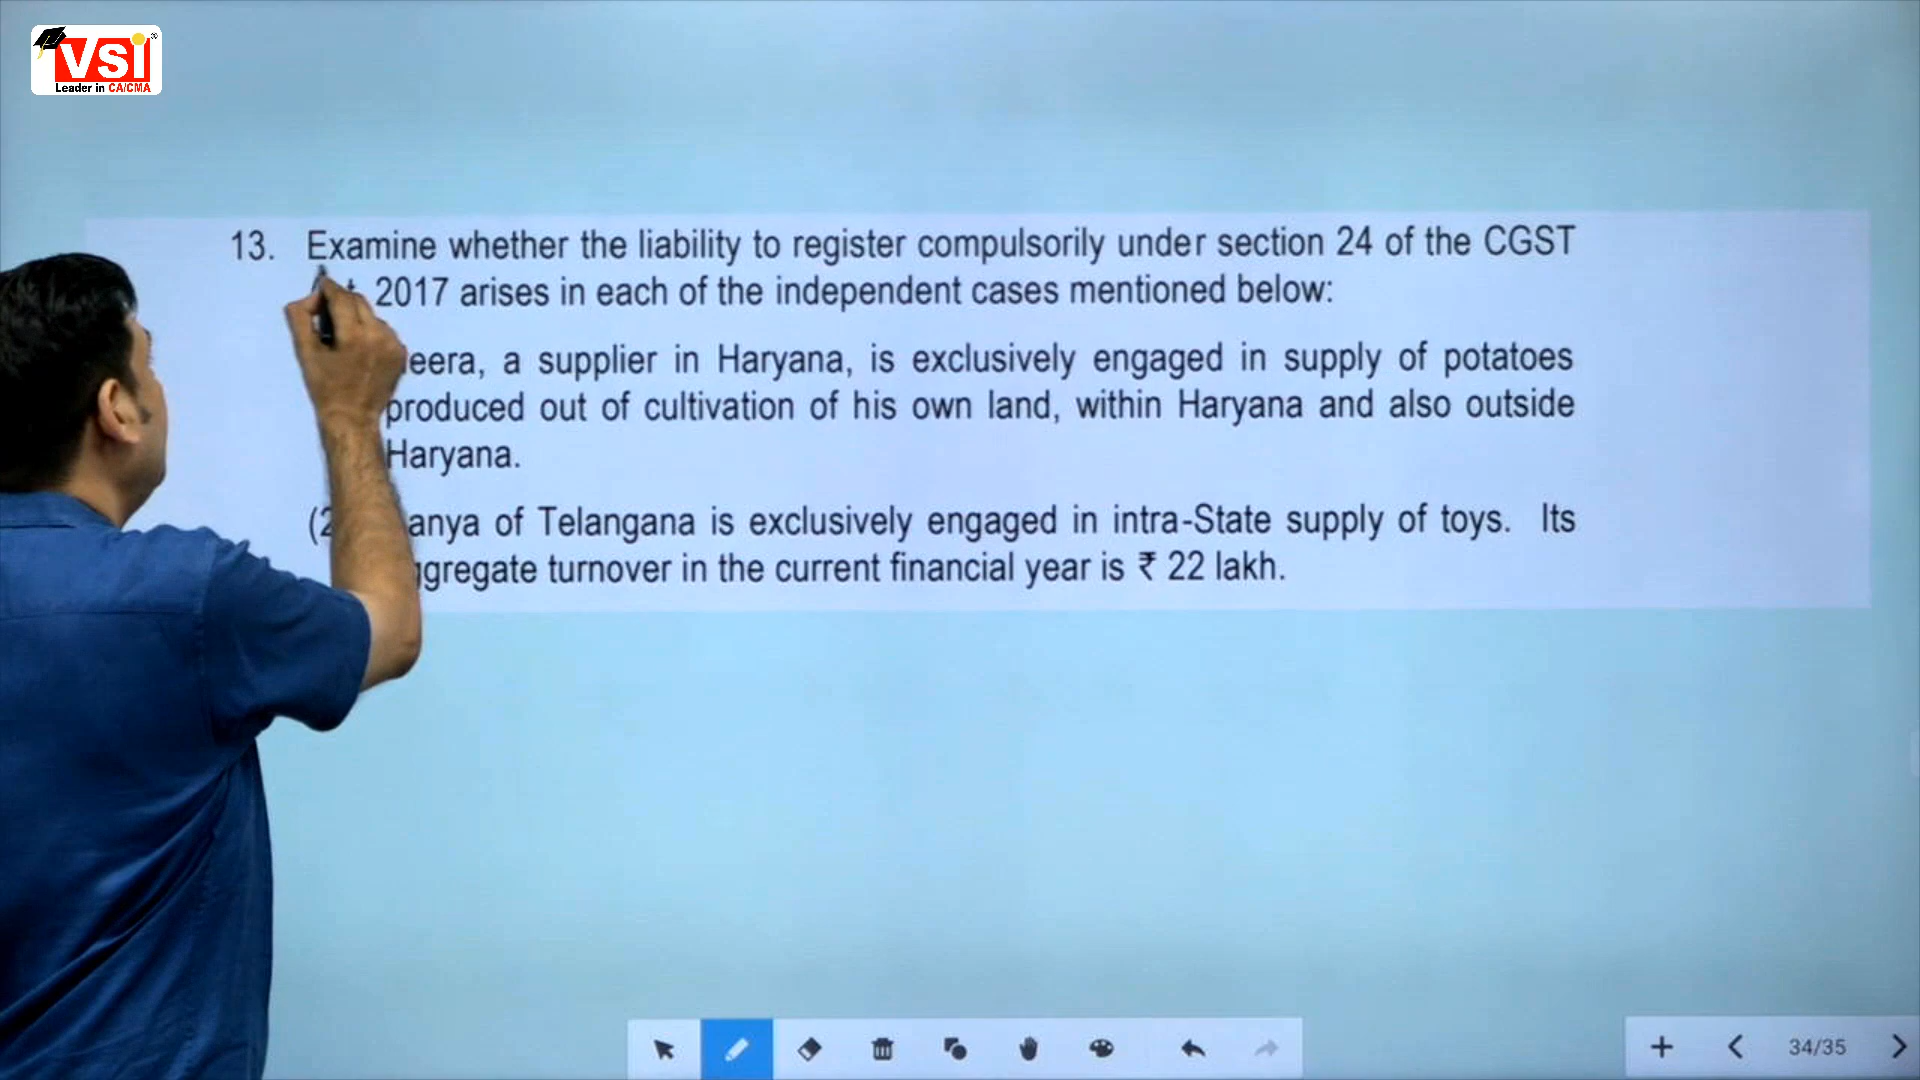 VSI
Leader in CA/CMA
13. Examine whether the liability to register compulsorily under section 24 of the CGST
2017 arises in each of the independent cases mentioned below:
a supplier in Haryana, is exclusively engaged in supply of potatoes
produced out of cultivation of his own land, within Haryana and also outside
Haryana.
of Telangana is exclusively engaged in intra-State supply of toys. Its
turnover in the current financial year is ₹ 22 lakh.
34/35